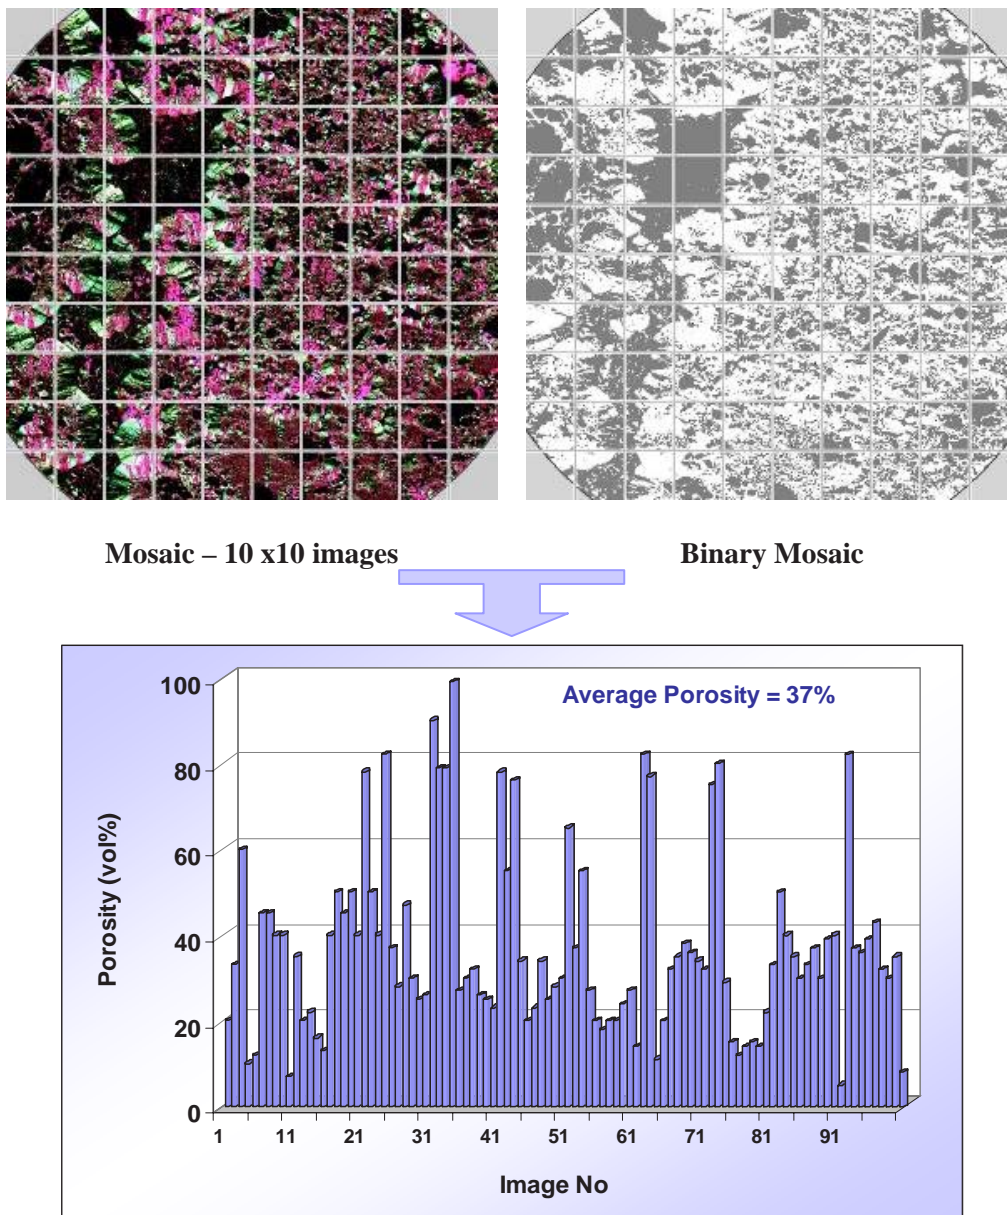 Mosaic – 10 x10 images
Binary Mosaic
Average Porosity = 37%
Porosity (vol%)
100
80
60
40
20
0
1 11 21 31 41 51 61 71 81 91
Image No